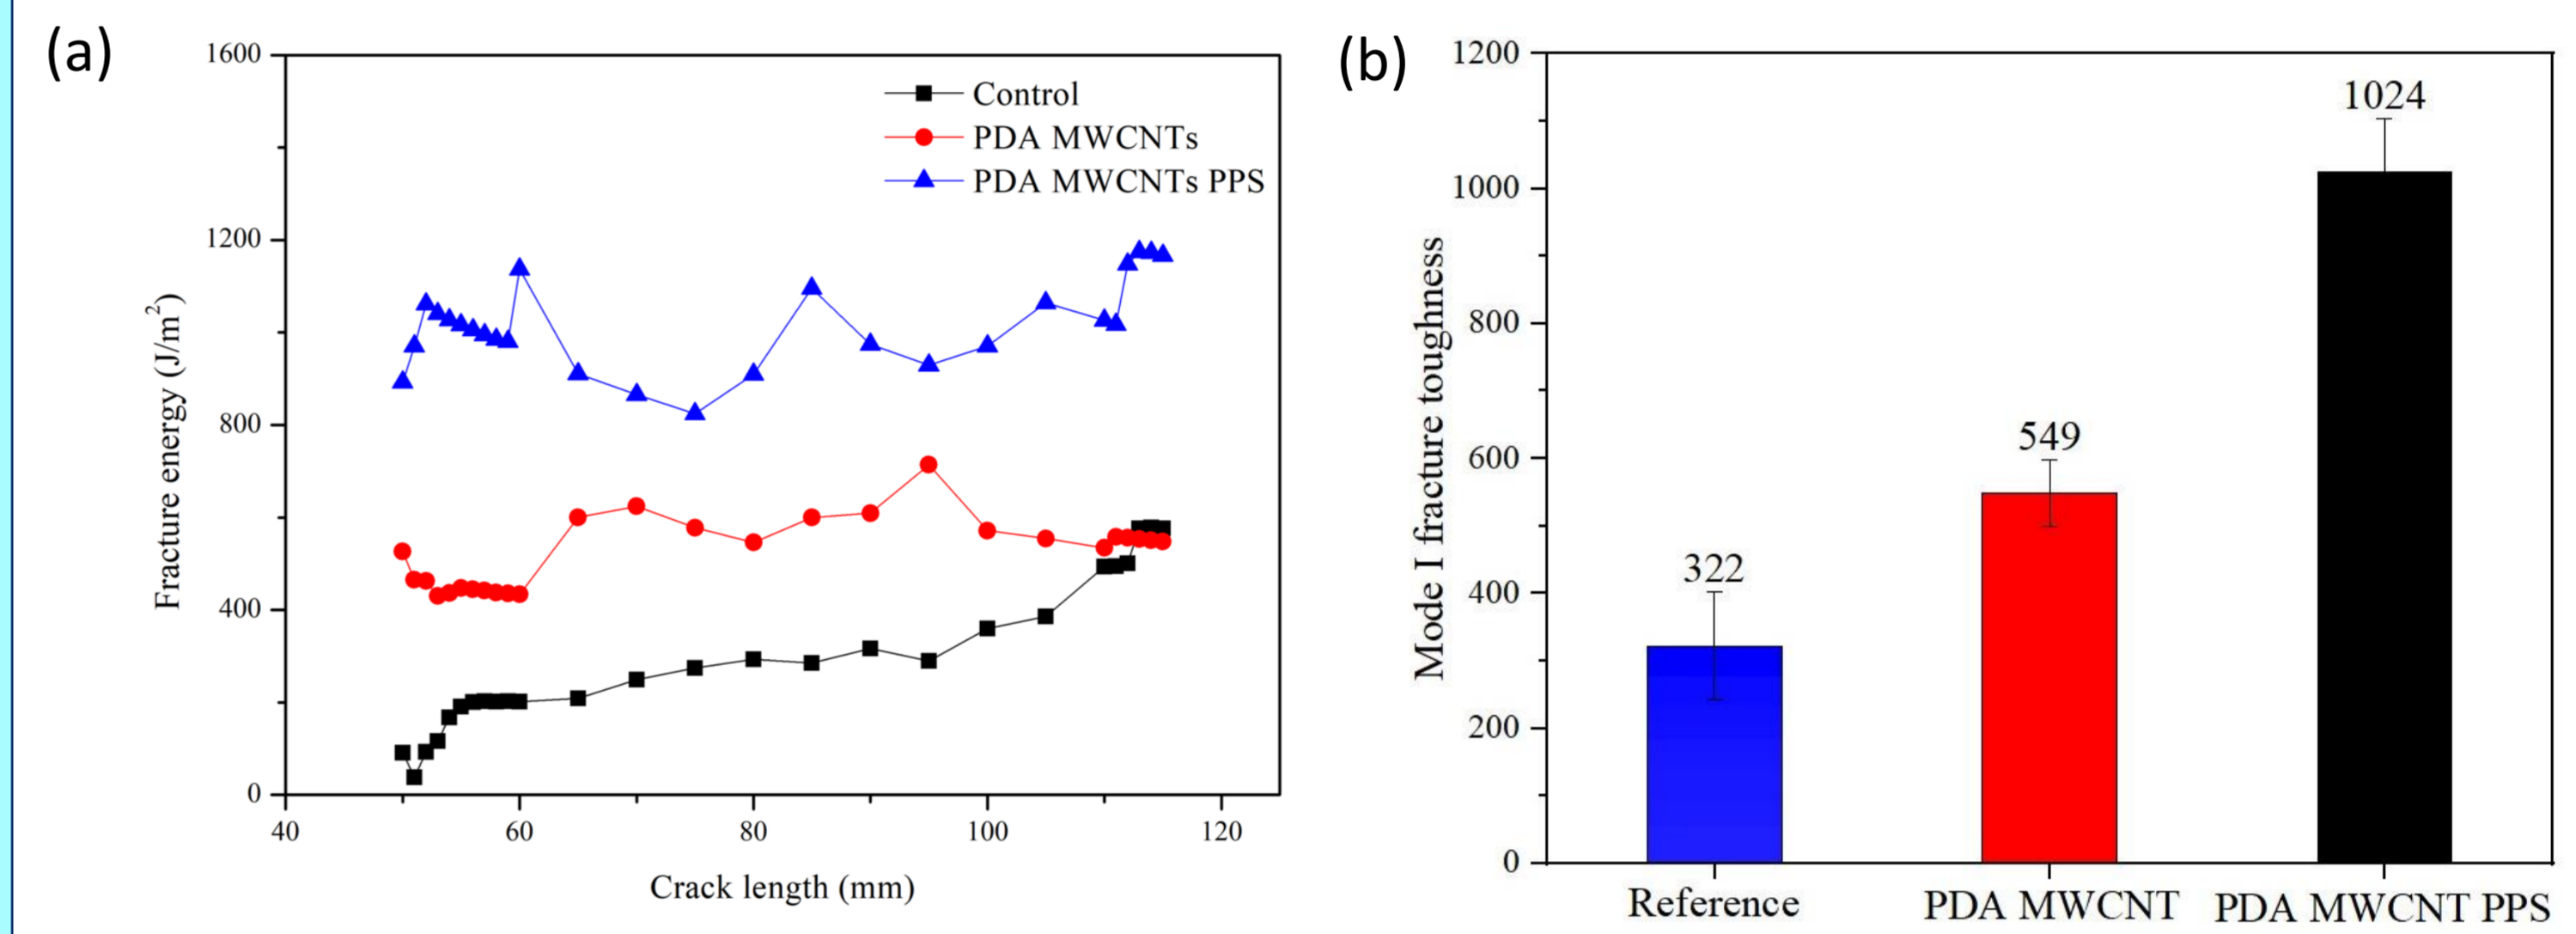 (a)
1600
1200
800
400
0
40 60 80 100 120
Fracture energy (J/m²)
Crack length (mm)
Control
PDA MWCNTs
PDA MWCNTs PPS
(b)
1200
1000
800
600
400
200
0
Mode I fracture toughness
322
549
1024
Reference PDA MWCNT PDA MWCNT PPS